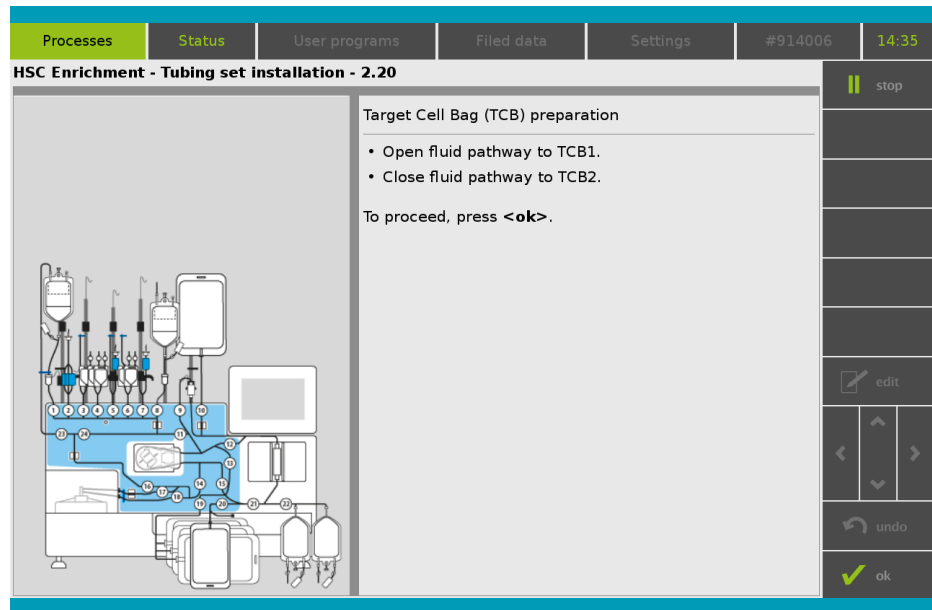 Processes Status User programs Filed data Settings #914006 14:35
HSC Enrichment - Tubing set installation - 2.20
stop
Target Cell Bag (TCB) preparation
• Open fluid pathway to TCB1.
• Close fluid pathway to TCB2.
To proceed, press <ok>.
edit
undo
ok
1 2 3 4 5 6 7 8 9 10
23 24 11
12
13
16 17 18 14 15
19 20 21 22